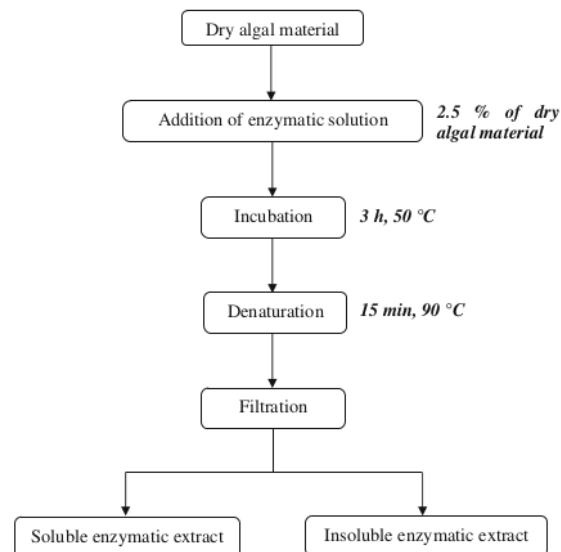 Dry algal material
Addition of enzymatic solution
2.5 % of dry
algal material
Incubation
3 h, 50 °C
Denaturation
15 min, 90 °C
Filtration
Soluble enzymatic extract
Insoluble enzymatic extract